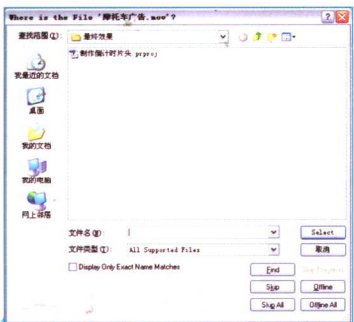 Where is the File '摩托车广告.mov'?
查找范围(I): 最终效果
制作倒计时片头.prproj
我最近的文档
桌面
我的文档
我的电脑
网上邻居
文件名(N): Select
文件类型(T): All Supported Files 取消
Display Only Exact Name Matches
Find
Skip Offline
Skip All Offline All